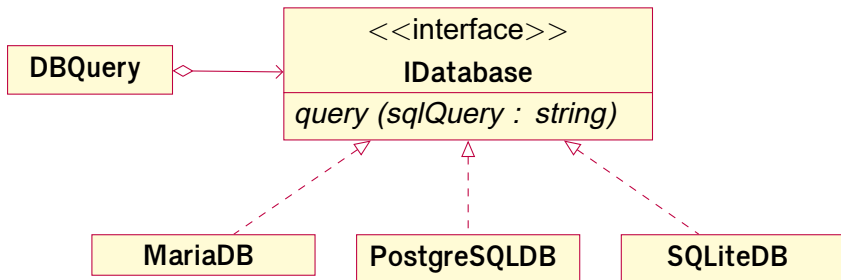 <<interface>>
DBQuery
IDatabase
query (sqlQuery : string)
MariaDB
PostgreSQLDB
SQLiteDB